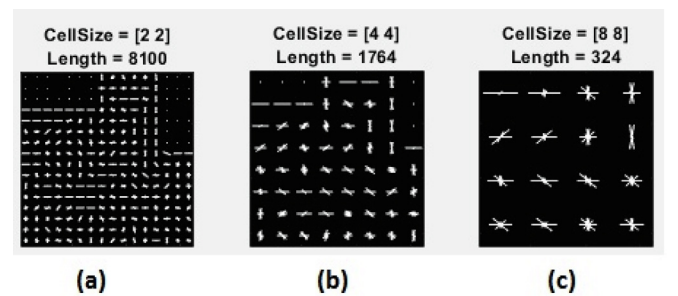 CellSize = [2 2]
Length = 8100
CellSize = [4 4]
Length = 1764
CellSize = [8 8]
Length = 324
(a)
(b)
(c)